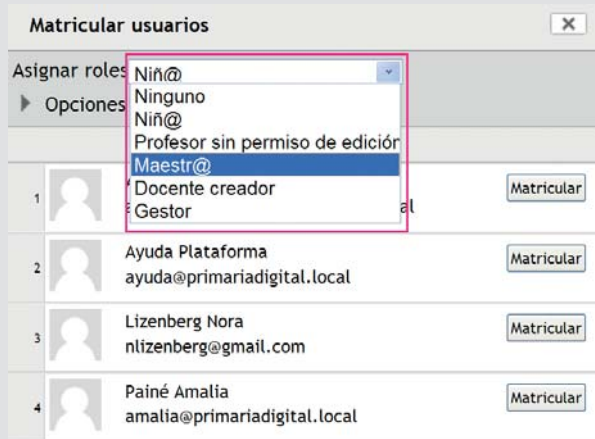 Matricular usuarios
Asignar roles Niñ@
Opciones
Ninguno
Niñ@
Profesor sin permiso de edición
Maestr@
Docente creador
Gestor
1 Matricular
2 Ayuda Plataforma Matricular
ayuda@primariadigital.local
3 Lizenberg Nora Matricular
nlizenberg@gmail.com
4 Painé Amalia Matricular
amalia@primariadigital.local